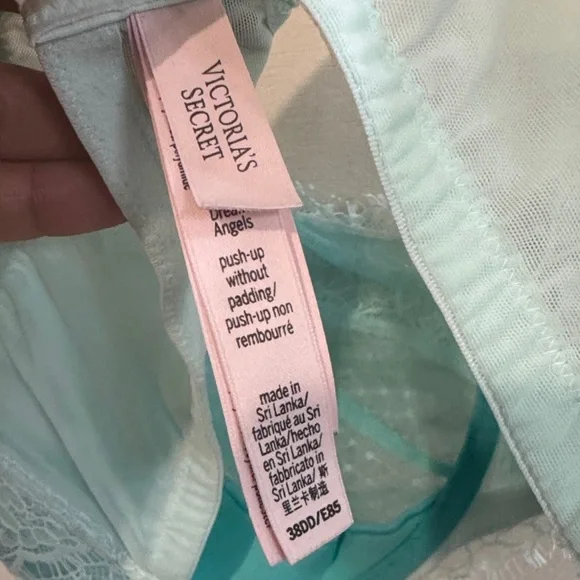 VICTORIA'S
SECRET
Dream
Angels
push-up
without
padding/
push-up non
rembourré
made in
Sri Lanka/
fabriqué au Sri
Lanka/hecho
en Sri Lanka/
fabbricato in
Sri Lanka/ 斯
里兰卡制造
38DD/E85